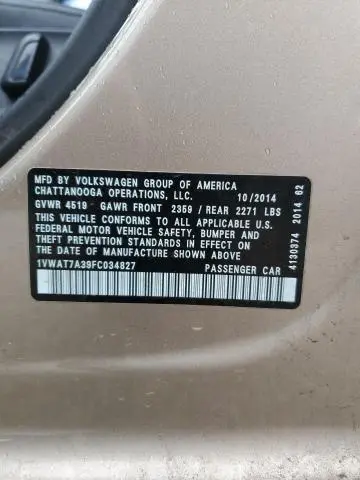 MFD BY VOLKSWAGEN GROUP OF AMERICA
CHATTANOOGA OPERATIONS, LLC. 10/2014
GVWR 4519 GAWR FRONT 2359 / REAR 2271 LBS
THIS VEHICLE CONFORMS TO ALL APPLICABLE U.S.
FEDERAL MOTOR VEHICLE SAFETY, BUMPER AND
THEFT PREVENTION STANDARDS IN EFFECT ON
THE DATE OF MANUFACTURE SHOWN ABOVE
1VWAT7A39FC034827 PASSENGER CAR
4130374 2014 62